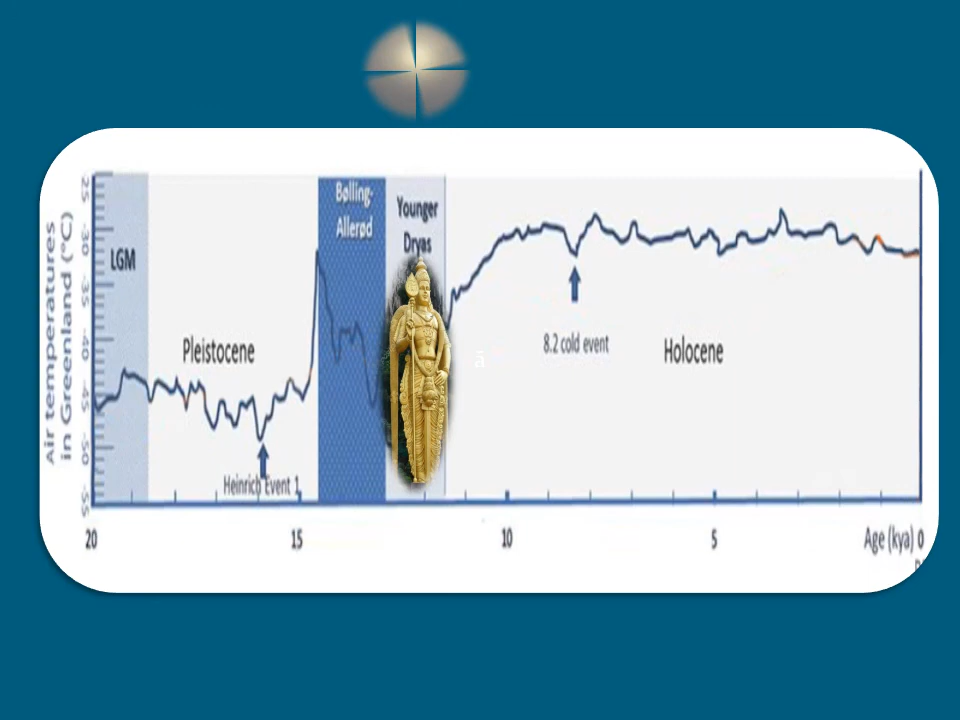 Air temperatures
in Greenland (°C)
25
-30
-35
-40
-45
-50
-55
LGM
Bølling-
Allerød
Younger
Dryas
Pleistocene
Heinrich Event 1
8.2 cold event
Holocene
ā
20
15
10
5
Age (kya) 0